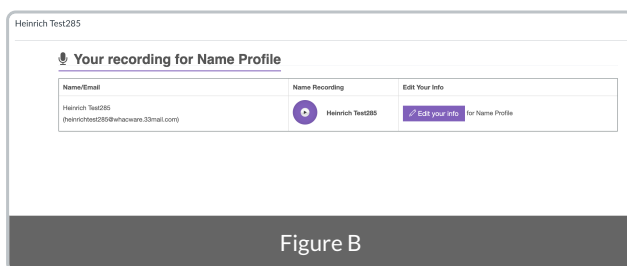 Heinrich Test285
Your recording for Name Profile
Name/Email
Name Recording
Edit Your Info
Heinrich Test285
(heinrichtest285@whacware.33mail.com)
Heinrich Test285
Edit your info for Name Profile
Figure B